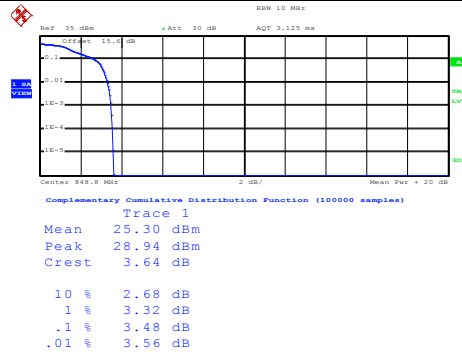 RBW 10 MHz
Ref 35 dBm * Att 30 dB AQT 3.125 ms
Offset 15.6 dB
0.1
A
0.01
1 SA
VIEW
TR
1E-3
LV
1E-4
1E-5
3D
Center 848.8 MHz 2 dB/ Mean Pwr + 20 dB
Complementary Cumulative Distribution Function (100000 samples)
Trace 1
Mean 25.30 dBm
Peak 28.94 dBm
Crest 3.64 dB
10 % 2.68 dB
1 % 3.32 dB
.1 % 3.48 dB
.01 % 3.56 dB